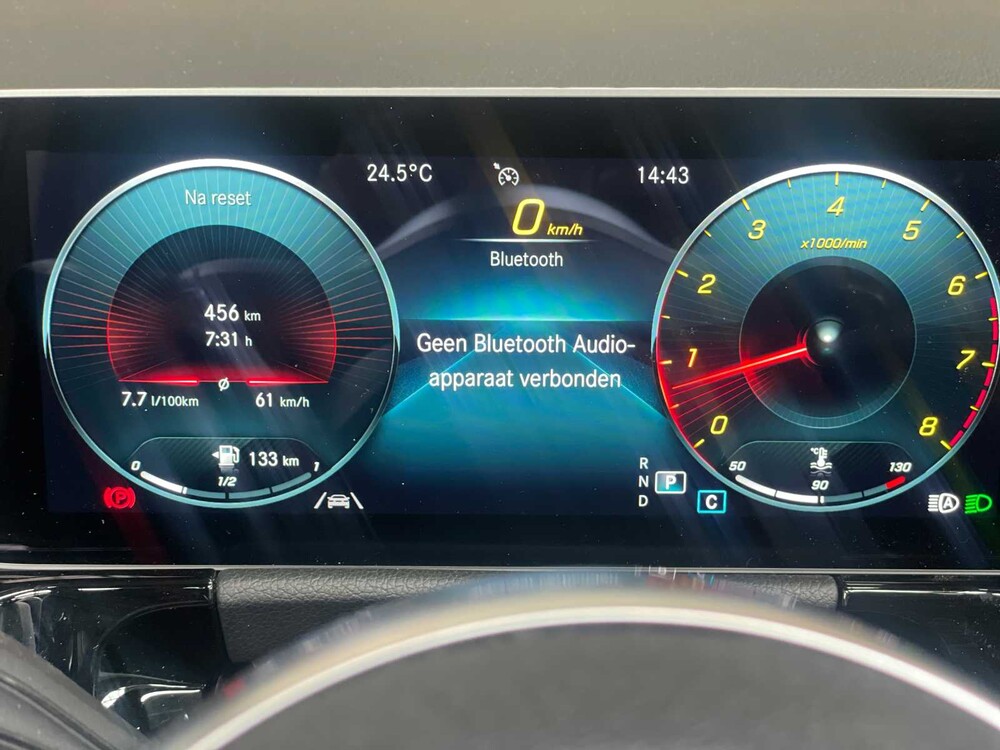 24.5°C
14:43
Na reset
0 km/h
Bluetooth
Geen Bluetooth Audio-
apparaat verbonden
456 km
7:31 h
Ø
7.7 l/100km
61 km/h
133 km
0
1/2
1
P
R
N
P
D
C
x1000/min
0
1
2
3
4
5
6
7
8
°C
50
90
130
A